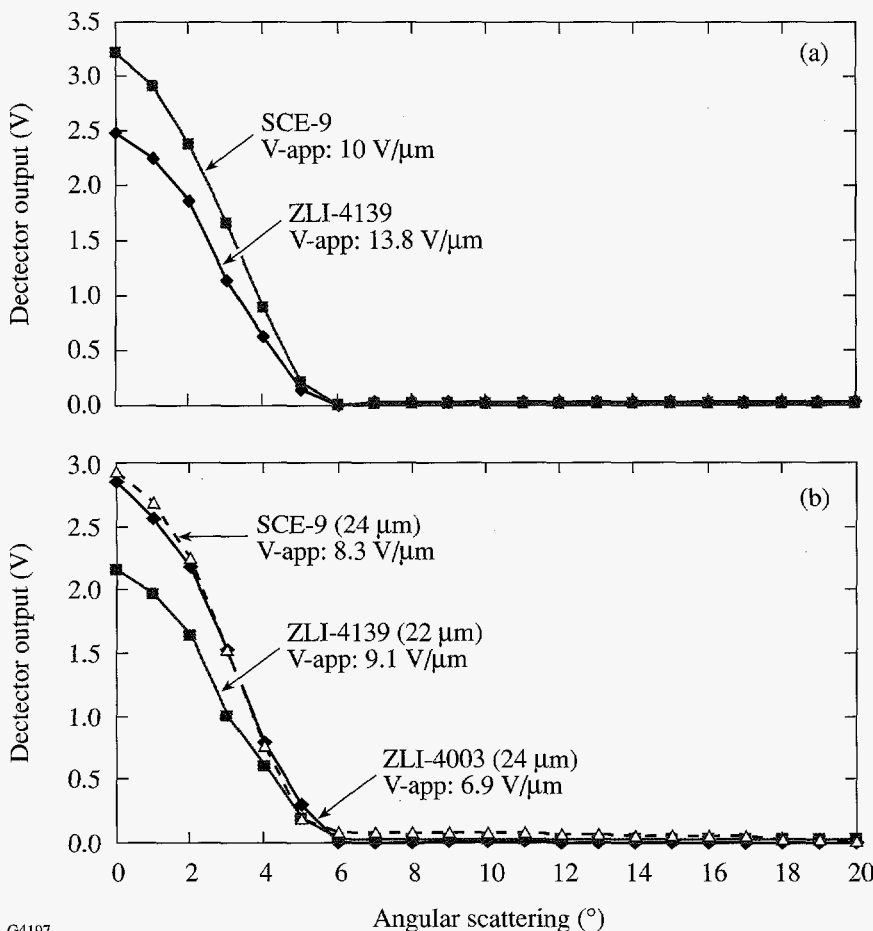 3.5
(a)
3.0
SCE-9
V-app: 10 V/μm
2.5
ZLI-4139
V-app: 13.8 V/μm
2.0
1.5
1.0
0.5
0.0
Dectector output (V)
3.0
(b)
SCE-9 (24 μm)
V-app: 8.3 V/μm
2.5
2.0
ZLI-4139 (22 μm)
V-app: 9.1 V/μm
1.5
1.0
ZLI-4003 (24 μm)
V-app: 6.9 V/μm
0.5
0.0
Dectector output (V)
0 2 4 6 8 10 12 14 16 18 20
Angular scattering (°)
G4197